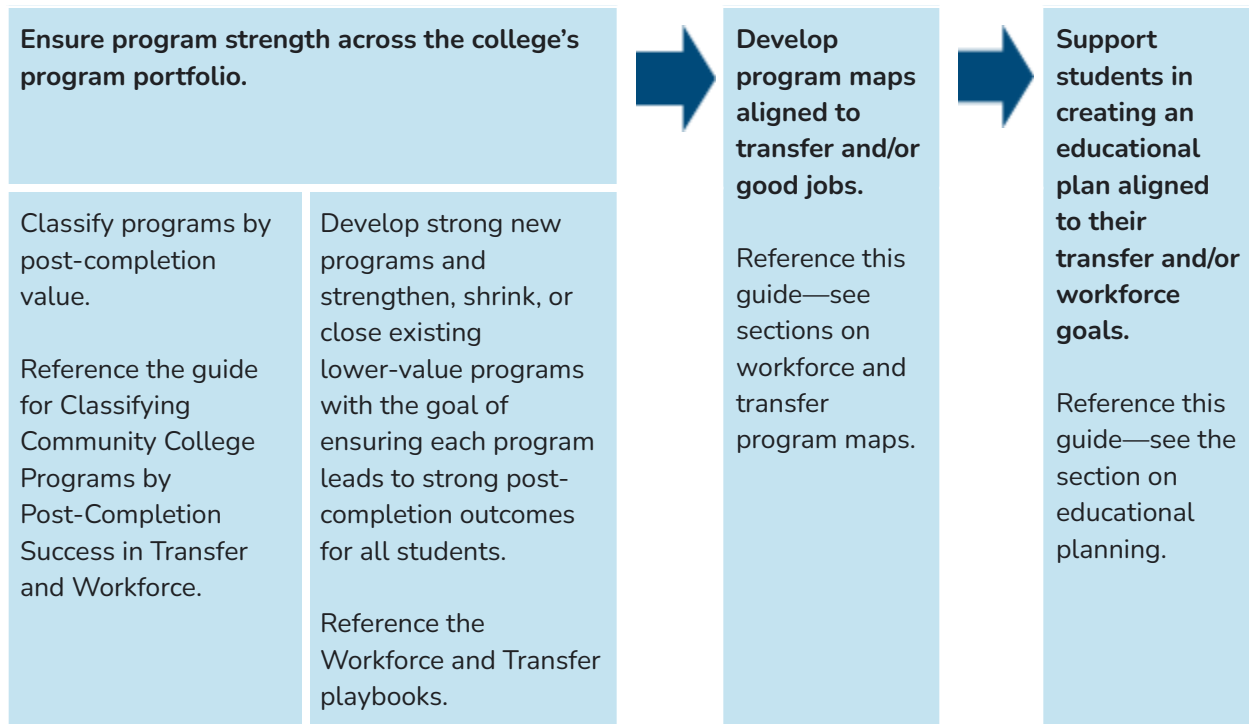 Ensure program strength across the college’s
program portfolio.
Classify programs by
post-completion
value.
Reference the guide
for Classifying
Community College
Programs by
Post-Completion
Success in Transfer
and Workforce.
Develop strong new
programs and
strengthen, shrink, or
close existing
lower-value programs
with the goal of
ensuring each program
leads to strong post-
completion outcomes
for all students.
Reference the
Workforce and Transfer
playbooks.
Develop
program maps
aligned to
transfer and/or
good jobs.
Reference this
guide—see
sections on
workforce and
transfer
program maps.
Support
students in
creating an
educational
plan aligned
to their
transfer and/or
workforce
goals.
Reference this
guide—see the
section on
educational
planning.